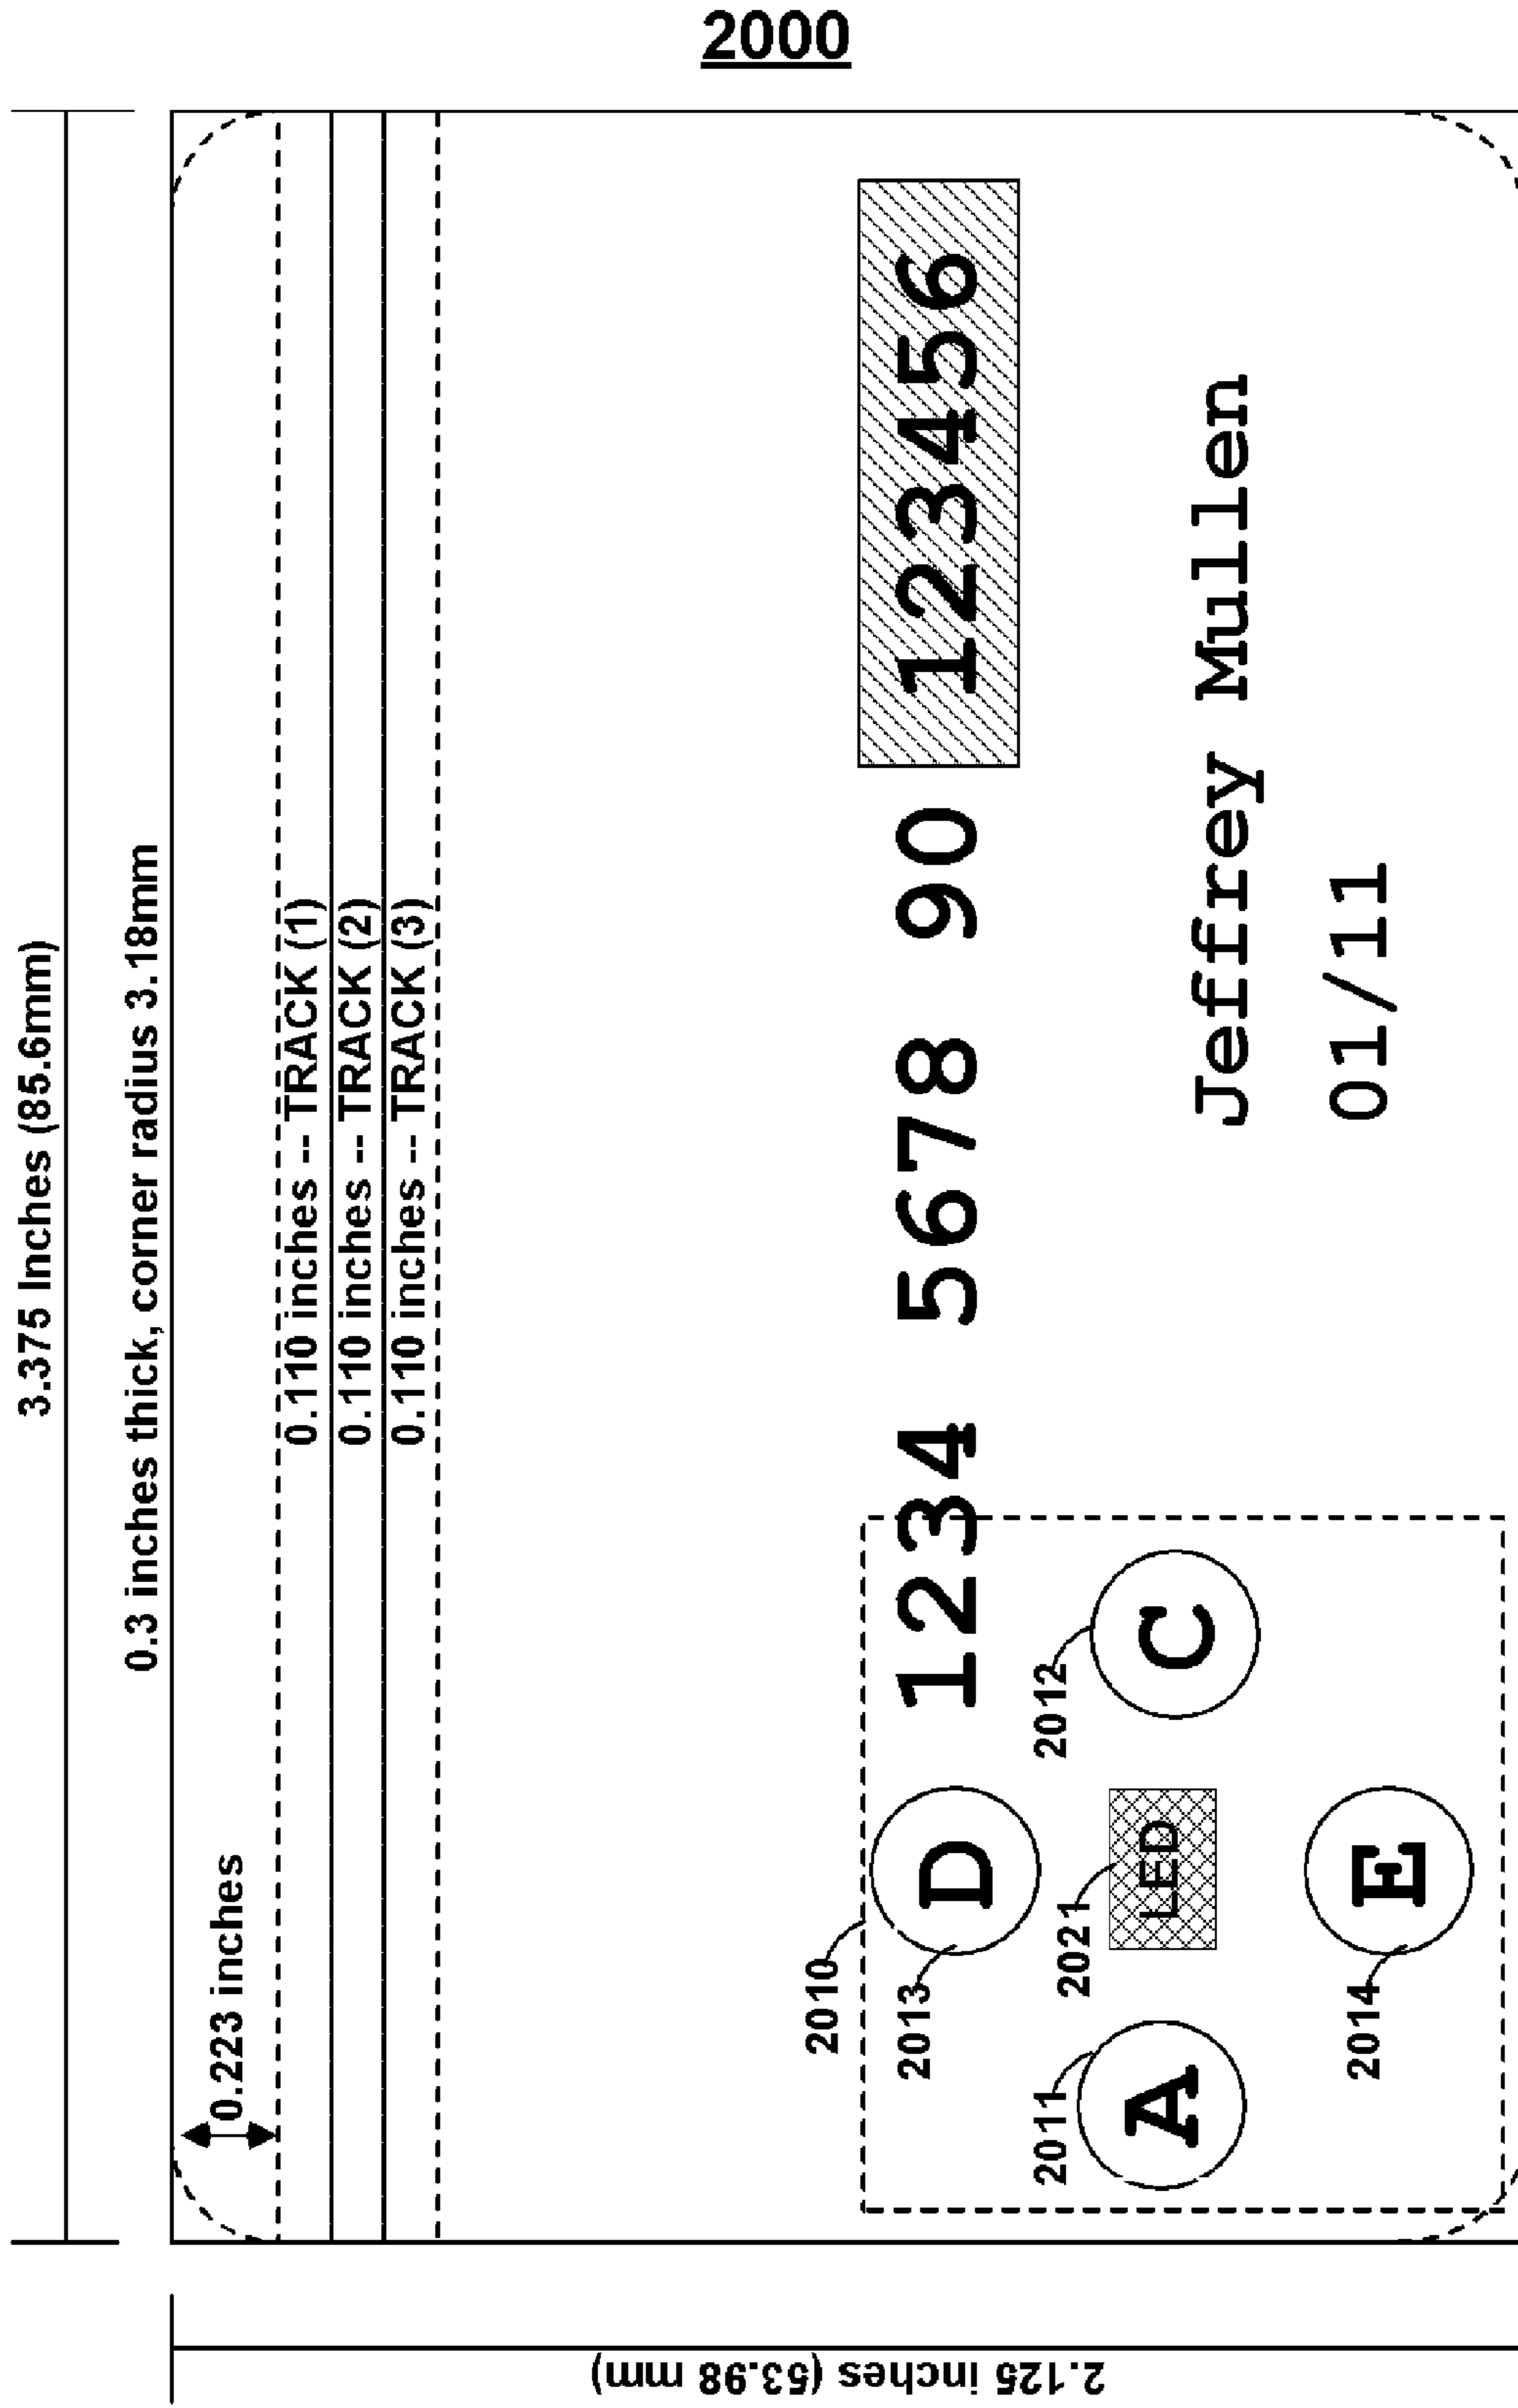 2000
3.375 Inches (85.6mm)
0.3 inches thick, corner radius 3.18mm
0.223 inches
0.110 inches -- TRACK (1)
0.110 inches -- TRACK (2)
0.110 inches -- TRACK (3)
2.125 inches (53.98 mm)
2010
2013
D
1234 5678 90 123456
2011
A
2021
LED
2012
C
Jeffrey Mullen
2014
E
01/11